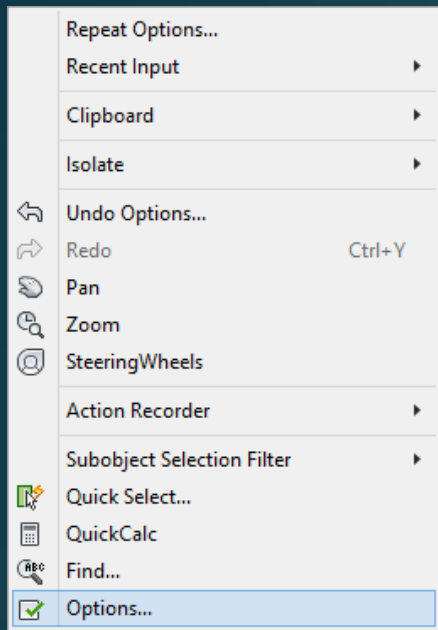 Repeat Options...
Recent Input
Clipboard
Isolate
Undo Options...
Redo Ctrl+Y
Pan
Zoom
SteeringWheels
Action Recorder
Subobject Selection Filter
Quick Select...
QuickCalc
ABC Find...
Options...